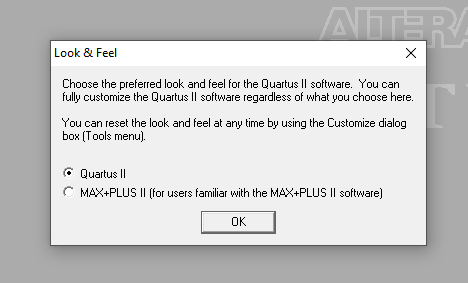 ALTERA
Look & Feel
Choose the preferred look and feel for the Quartus II software.  You can
fully customize the Quartus II software regardless of what you choose here.
You can reset the look and feel at any time by using the Customize dialog
box (Tools menu).
Quartus II
MAX+PLUS II (for users familiar with the MAX+PLUS II software)
OK